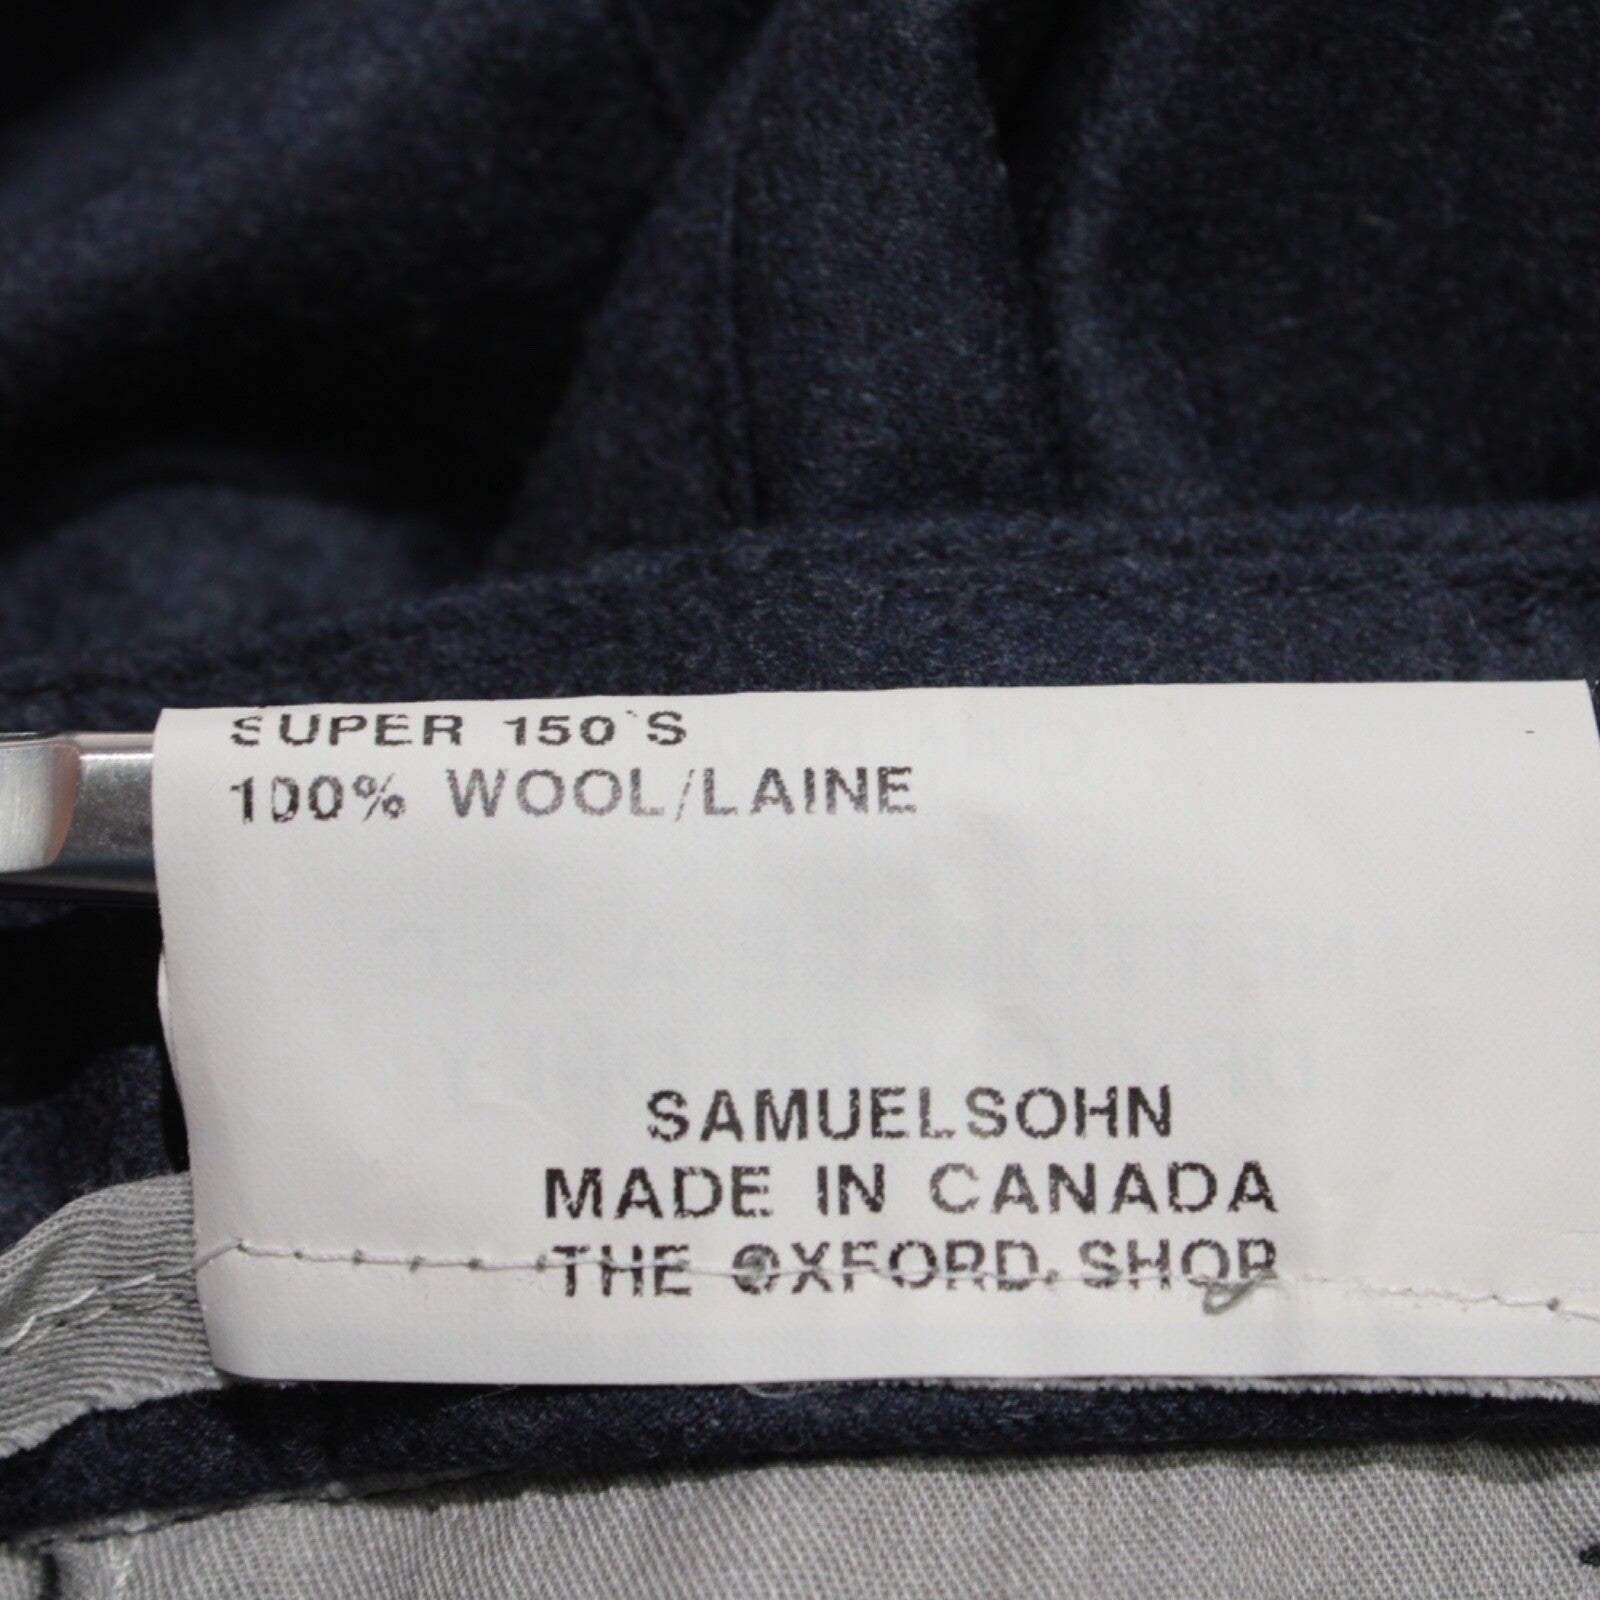 SUPER 150'S
100% WOOL/LAINE
SAMUELSOHN
MADE IN CANADA
THE OXFORD SHOP